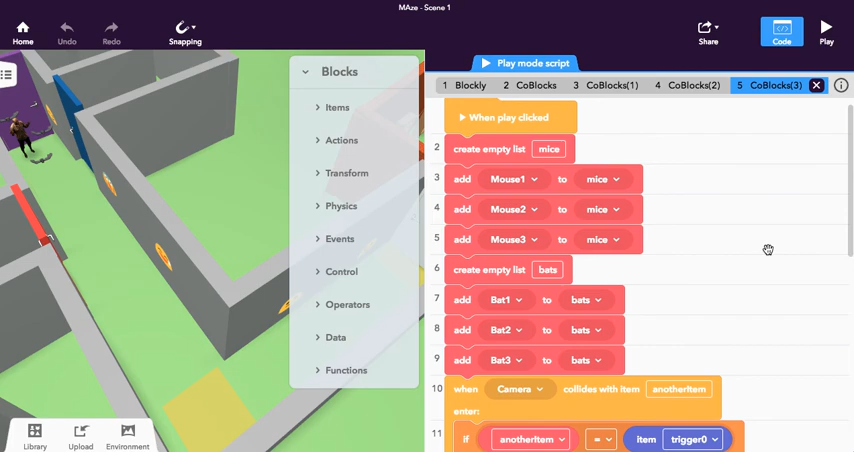 MAze - Scene 1
Home
Undo
Redo
Snapping
Share
Code
Play
Play mode script
1 Blockly
2 CoBlocks
3 CoBlocks(1)
4 CoBlocks(2)
5 CoBlocks(3)
Blocks
Items
Actions
Transform
Physics
Events
Control
Operators
Data
Functions
When play clicked
2 create empty list mice
3 add Mouse1 to mice
4 add Mouse2 to mice
5 add Mouse3 to mice
6 create empty list bats
7 add Bat1 to bats
8 add Bat2 to bats
9 add Bat3 to bats
10 when Camera collides with item anotherItem
enter:
11 if anotherItem = item trigger0
Library
Upload
Environment